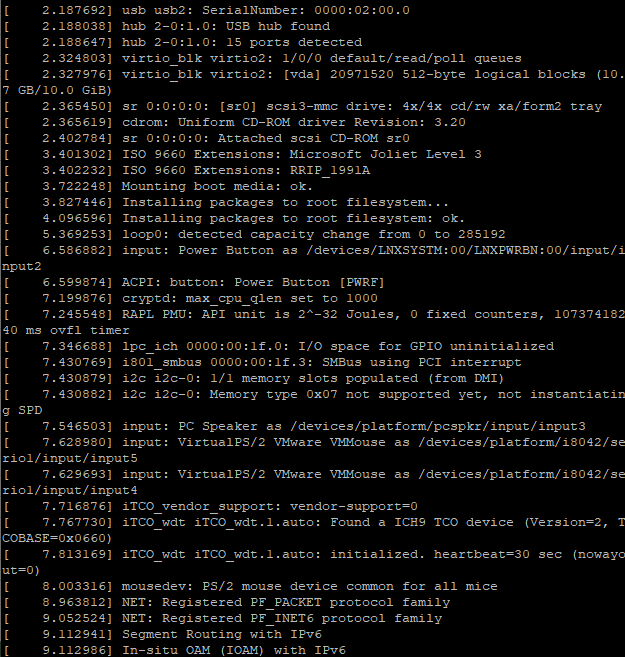 [    2.187692] usb usb2: SerialNumber: 0000:02:00.0
[    2.188038] hub 2-0:1.0: USB hub found
[    2.188647] hub 2-0:1.0: 15 ports detected
[    2.324803] virtio_blk virtio2: 1/0/0 default/read/poll queues
[    2.327976] virtio_blk virtio2: [vda] 20971520 512-byte logical blocks (10.
7 GB/10.0 GiB)
[    2.365450] sr 0:0:0:0: [sr0] scsi3-mmc drive: 4x/4x cd/rw xa/form2 tray
[    2.365619] cdrom: Uniform CD-ROM driver Revision: 3.20
[    2.402784] sr 0:0:0:0: Attached scsi CD-ROM sr0
[    3.401302] ISO 9660 Extensions: Microsoft Joliet Level 3
[    3.402232] ISO 9660 Extensions: RRIP_1991A
[    3.722248] Mounting boot media: ok.
[    3.827446] Installing packages to root filesystem...
[    4.096596] Installing packages to root filesystem: ok.
[    5.369253] loop0: detected capacity change from 0 to 285192
[    6.586882] input: Power Button as /devices/LNXSYSTM:00/LNXPWRBN:00/input/i
nput2
[    6.599874] ACPI: button: Power Button [PWRF]
[    7.199876] cryptd: max_cpu_qlen set to 1000
[    7.245548] RAPL PMU: API unit is 2^-32 Joules, 0 fixed counters, 107374182
40 ms ovfl timer
[    7.346688] lpc_ich 0000:00:1f.0: I/O space for GPIO uninitialized
[    7.430769] i801_smbus 0000:00:1f.3: SMBus using PCI interrupt
[    7.430879] i2c i2c-0: 1/1 memory slots populated (from DMI)
[    7.430882] i2c i2c-0: Memory type 0x07 not supported yet, not instantiatin
g SPD
[    7.546503] input: PC Speaker as /devices/platform/pcspkr/input/input3
[    7.628980] input: VirtualPS/2 VMware VMMouse as /devices/platform/i8042/se
rio1/input/input5
[    7.629693] input: VirtualPS/2 VMware VMMouse as /devices/platform/i8042/se
rio1/input/input4
[    7.716876] iTCO_vendor_support: vendor-support=0
[    7.767730] iTCO_wdt iTCO_wdt.1.auto: Found a ICH9 TCO device (Version=2, T
COBASE=0x0660)
[    7.813169] iTCO_wdt iTCO_wdt.1.auto: initialized. heartbeat=30 sec (nowayo
ut=0)
[    8.003316] mousedev: PS/2 mouse device common for all mice
[    8.963812] NET: Registered PF_PACKET protocol family
[    9.052524] NET: Registered PF_INET6 protocol family
[    9.112941] Segment Routing with IPv6
[    9.112986] In-situ OAM (IOAM) with IPv6